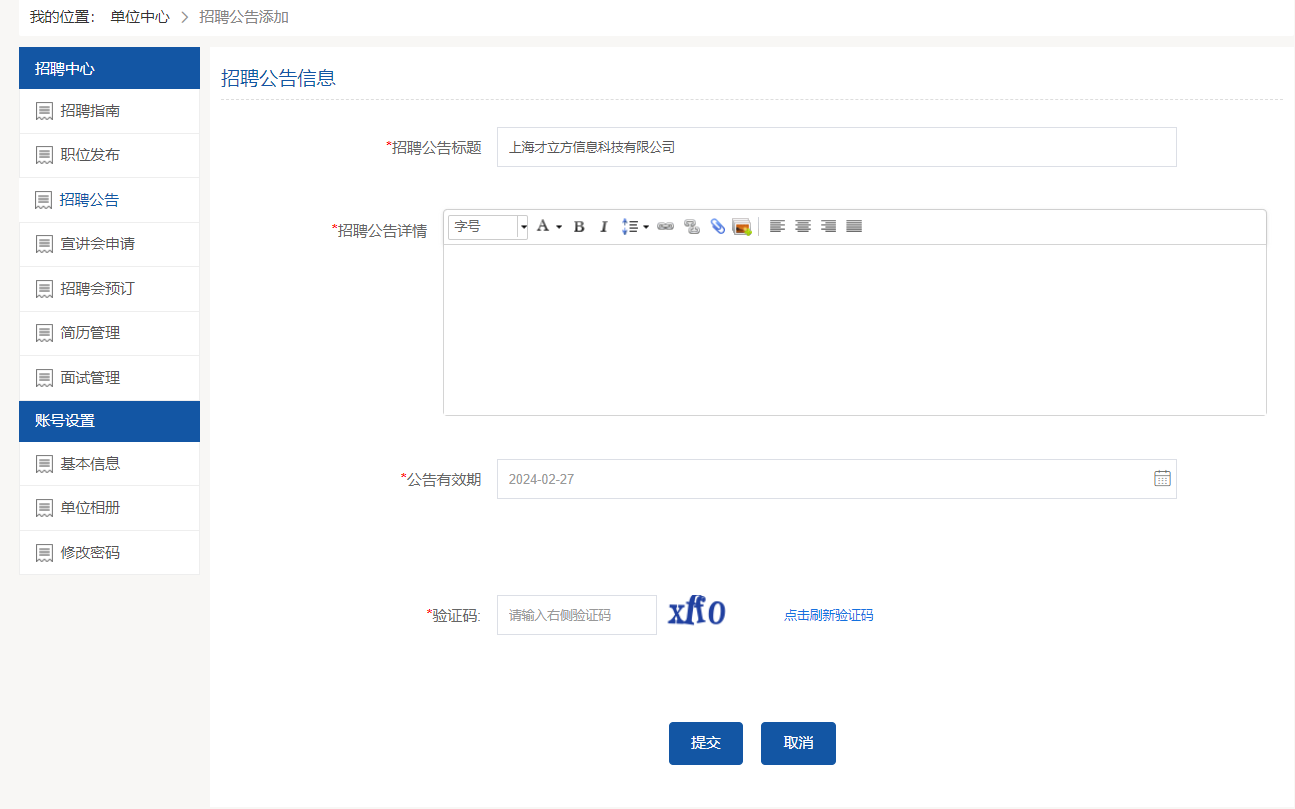 我的位置： 单位中心 > 招聘公告添加
招聘中心
招聘指南
职位发布
招聘公告
宣讲会申请
招聘会预订
简历管理
面试管理
账号设置
基本信息
单位相册
修改密码
招聘公告信息
*招聘公告标题 上海才立方信息科技有限公司
*招聘公告详情 字号 A B I
*公告有效期 2024-02-27
*验证码: 请输入右侧验证码 xffO 点击刷新验证码
提交 取消